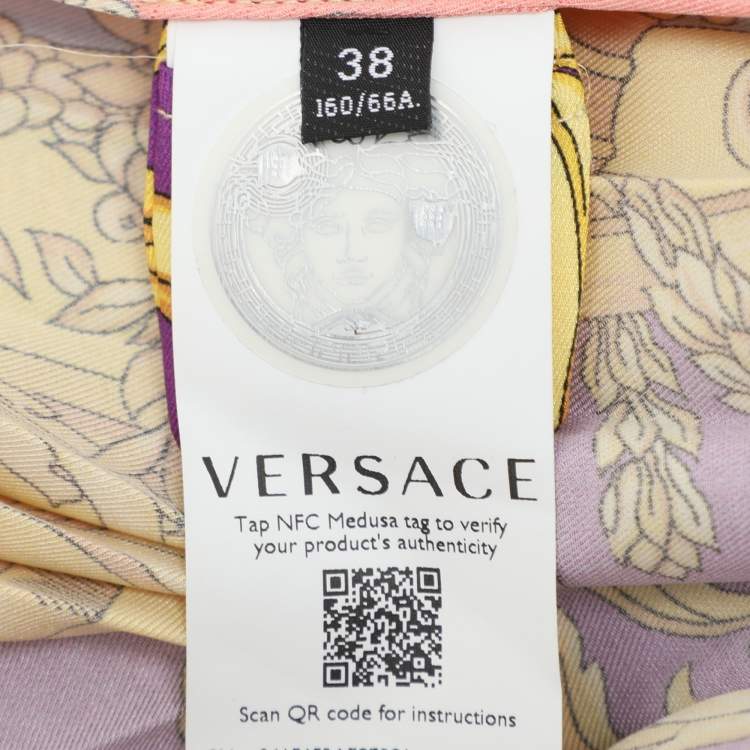 38
160/66A.
VERSACE
Tap NFC Medusa tag to verify
your product's authenticity
Scan QR code for instructions